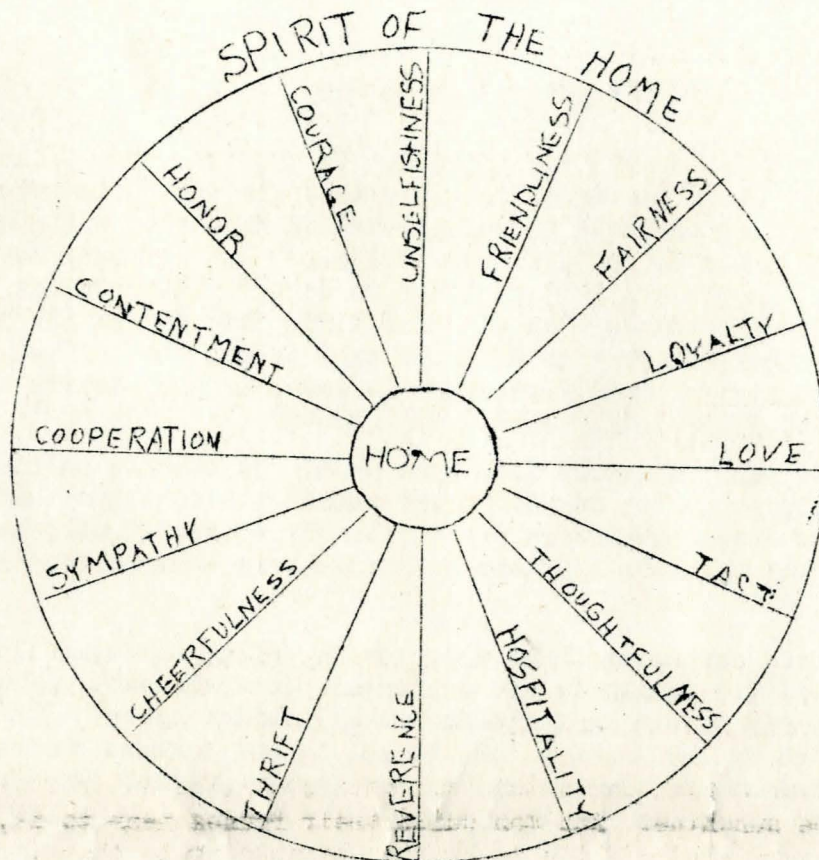 SPIRIT OF THE HOME
HOME
UNSELFISHNESS
FRIENDLINESS
FAIRNESS
LOYALTY
LOVE
TACT
THOUGHTFULNESS
HOSPITALITY
REVERENCE
THRIFT
CHEERFULNESS
SYMPATHY
COOPERATION
CONTENTMENT
HONOR
COURAGE